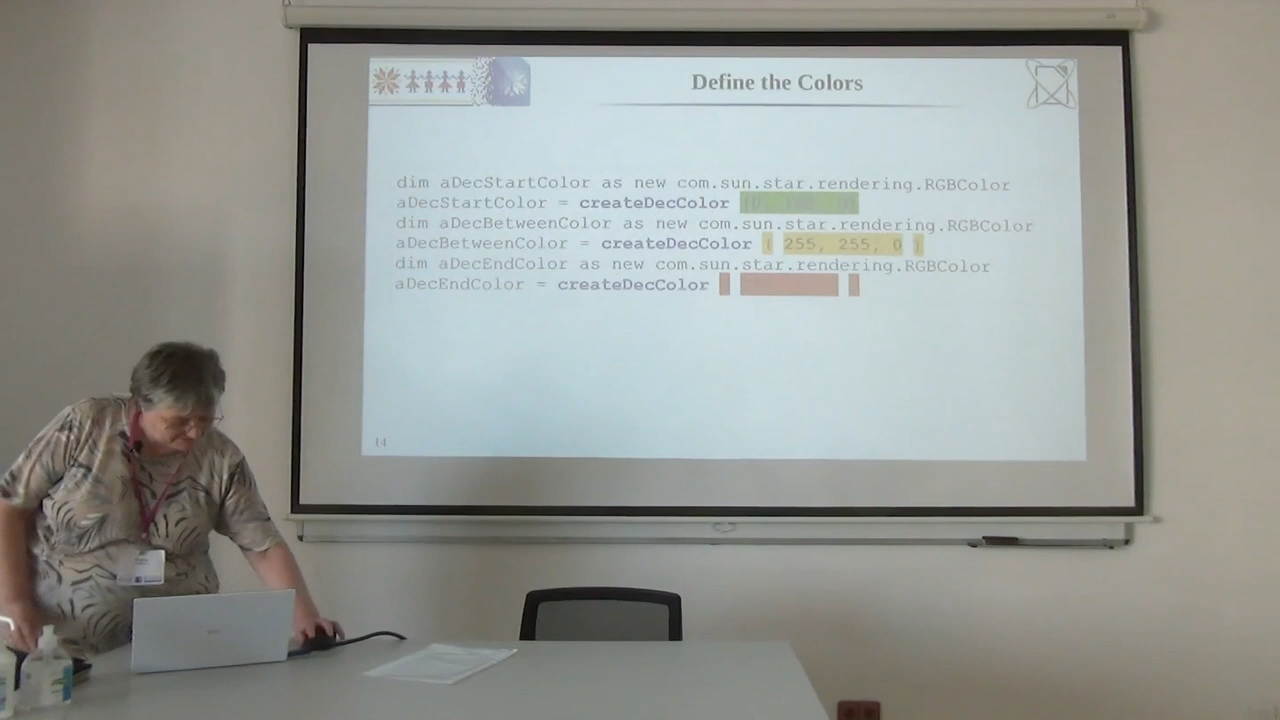 Define the Colors
dim aDecStartColor as new com.sun.star.rendering.RGBColor
aDecStartColor = createDecColor
dim aDecBetweenColor as new com.sun.star.rendering.RGBColor
aDecBetweenColor = createDecColor ( 255, 255, 0 )
dim aDecEndColor as new com.sun.star.rendering.RGBColor
aDecEndColor = createDecColor
14